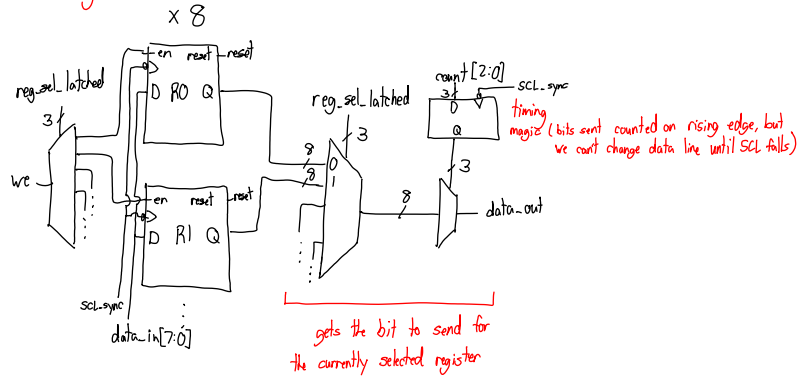 x 8
en reset reset
D R0 Q
reg_sel_latched
3
we
en reset reset
D R1 Q
SCL_sync
data_in[7:0]
reg_sel_latched
3
8
8
0
1
8
count[2:0]
3
SCL_sync
D
Q
3
data_out
timing
magic (bits sent counted on rising edge, but
we can't change data line until SCL falls)
gets the bit to send for
the currently selected register